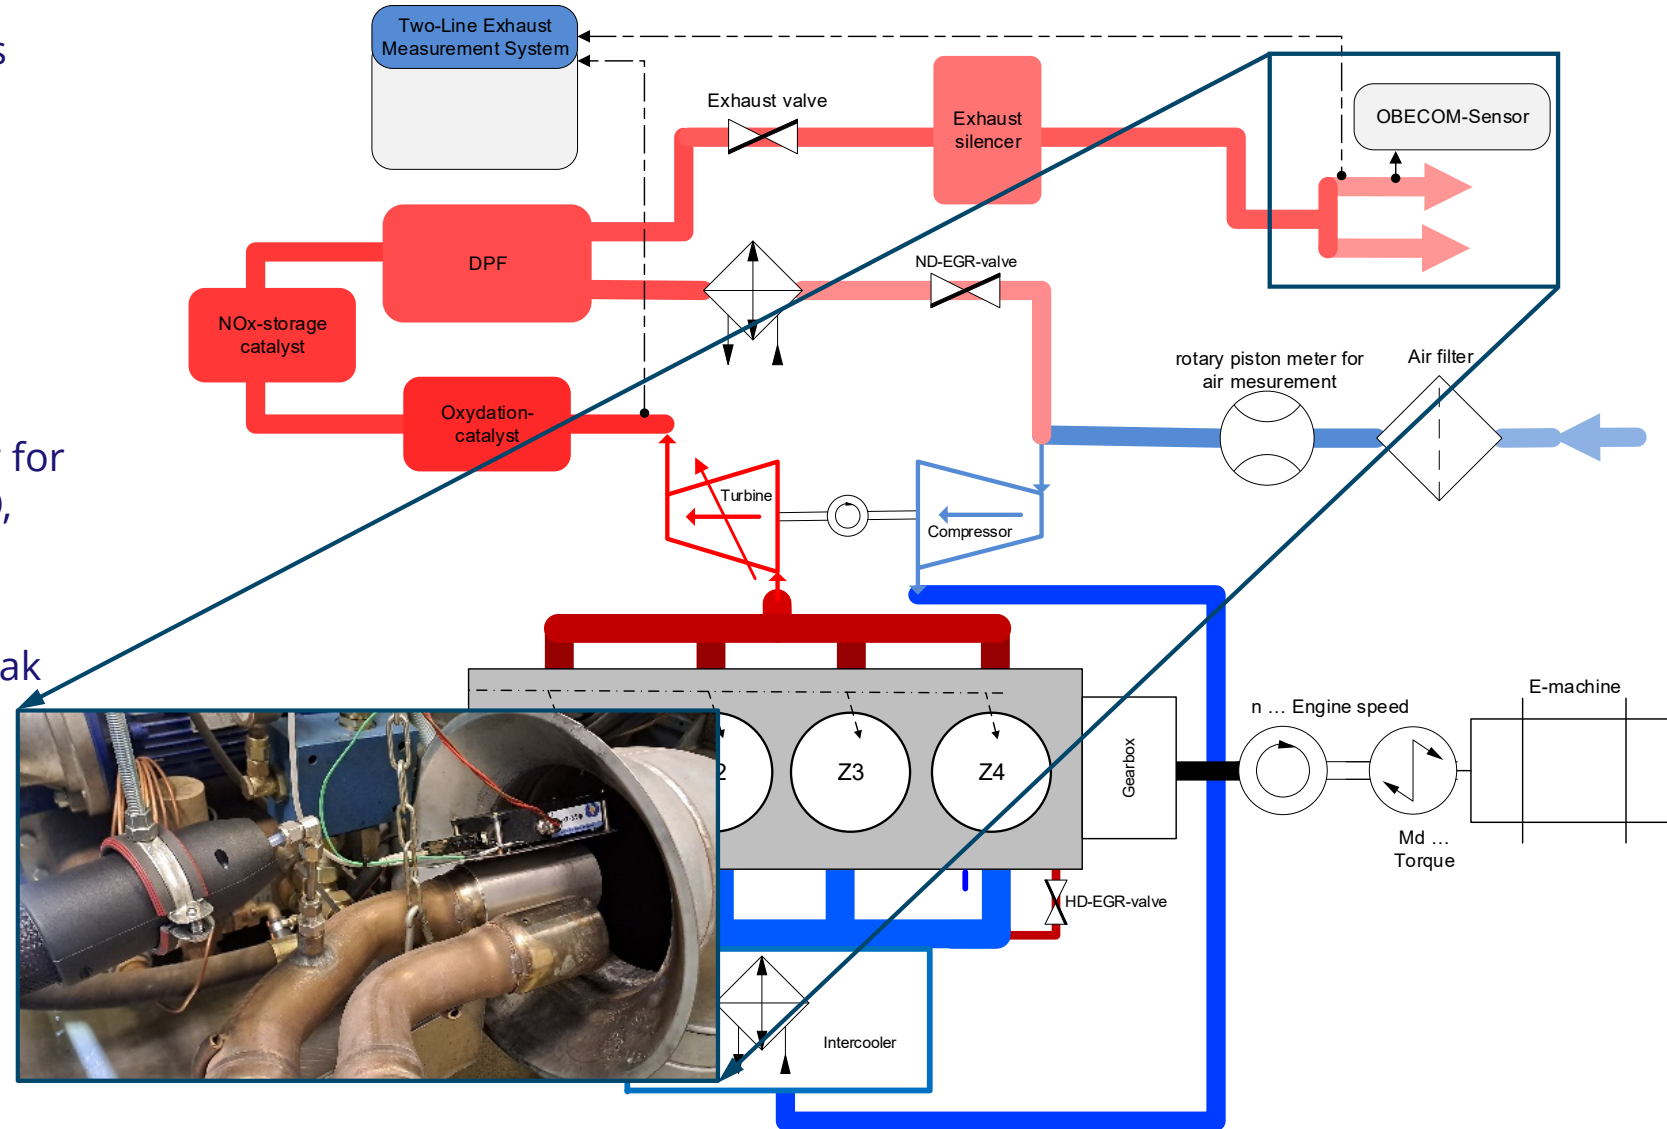 s
Two-Line Exhaust
Measurement System
Exhaust valve
Exhaust
silencer
OBECOM-Sensor
DPF
ND-EGR-valve
NOx-storage
catalyst
rotary piston meter for
air mesurement
Air filter
Oxydation-
catalyst
for
),
Turbine
Compressor
ak
E-machine
n ... Engine speed
2
Z3
Z4
Gearbox
Md ...
Torque
HD-EGR-valve
Intercooler